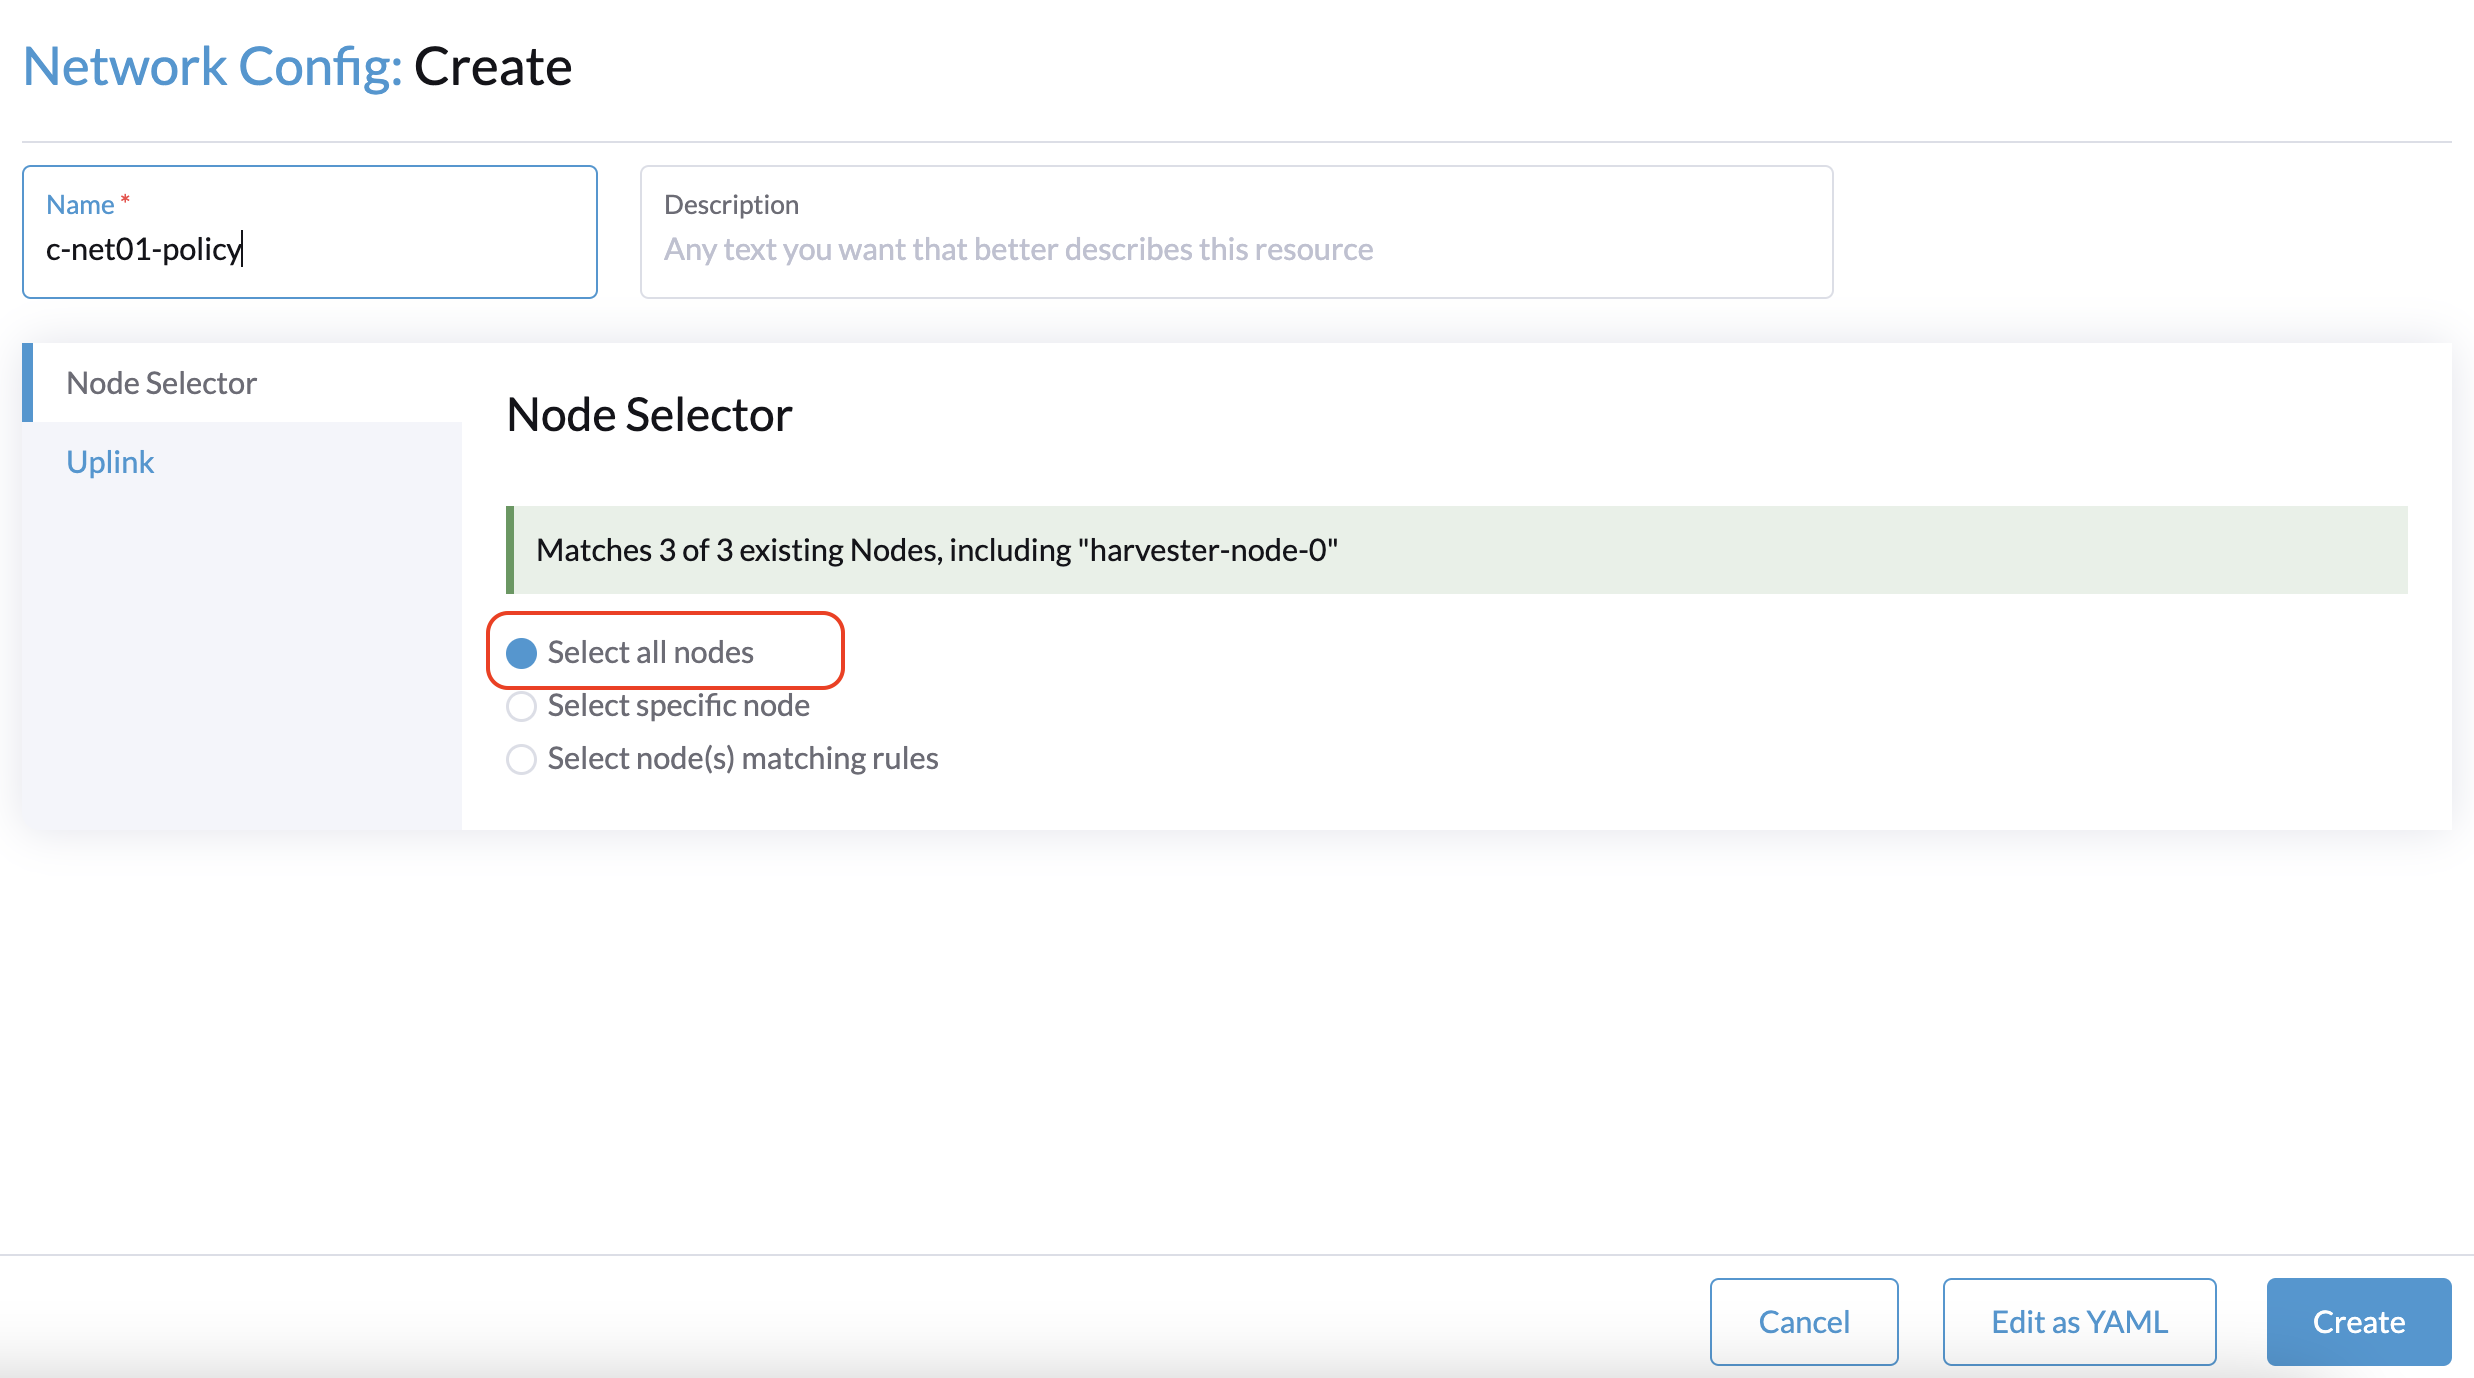 Network Config: Create
Name *
c-net01-policy
Description
Any text you want that better describes this resource
Node Selector
Uplink
Node Selector
Matches 3 of 3 existing Nodes, including "harvester-node-0"
Select all nodes
Select specific node
Select node(s) matching rules
Cancel
Edit as YAML
Create